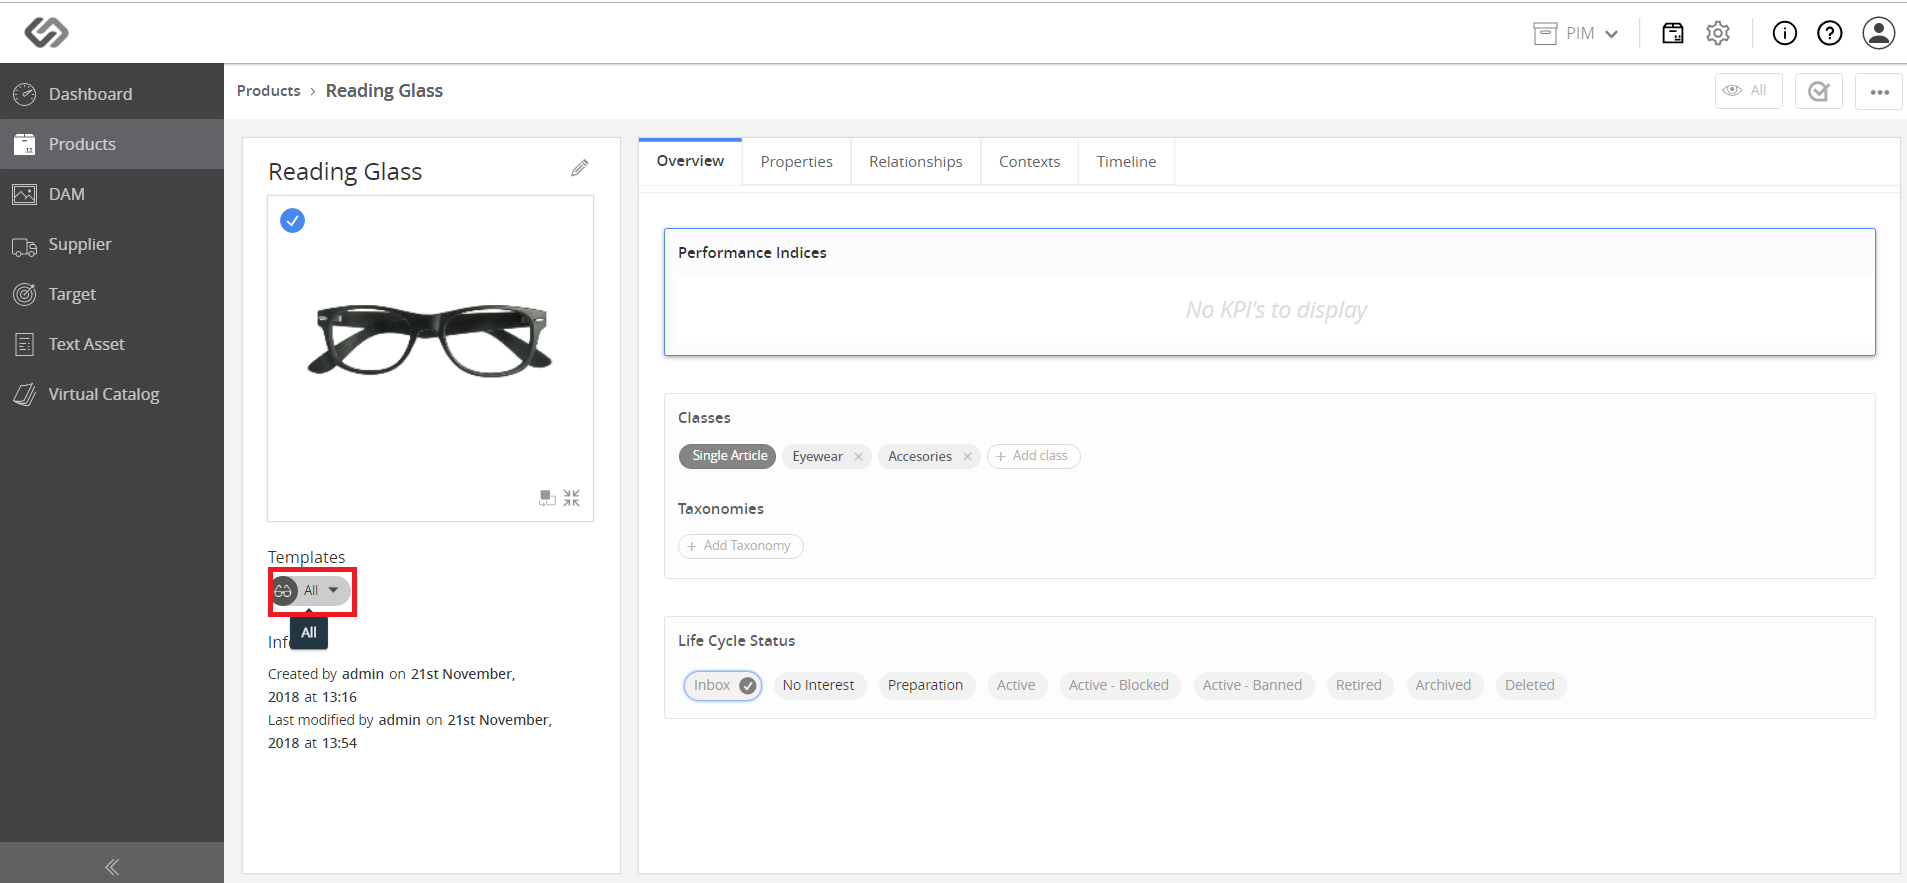 PIM
Dashboard
Products
DAM
Supplier
Target
Text Asset
Virtual Catalog
Products › Reading Glass
All
Reading Glass
Templates
All
All
Inf
Created by admin on 21st November,
2018 at 13:16
Last modified by admin on 21st November,
2018 at 13:54
Overview
Properties
Relationships
Contexts
Timeline
Performance Indices
No KPI's to display
Classes
Single Article
Eyewear
Accesories
+ Add class
Taxonomies
+ Add Taxonomy
Life Cycle Status
Inbox
No Interest
Preparation
Active
Active - Blocked
Active - Banned
Retired
Archived
Deleted